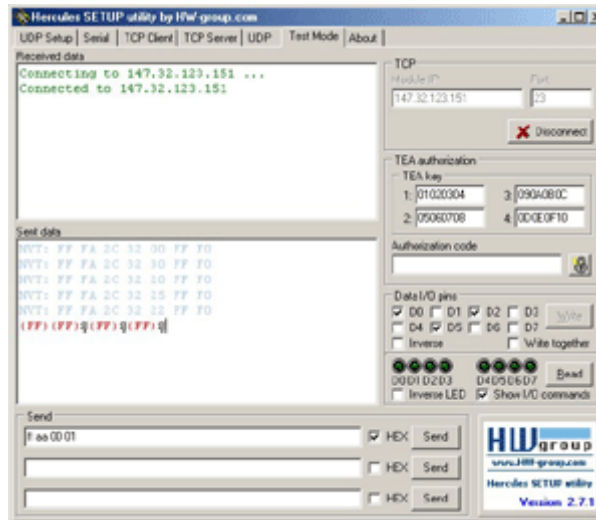 Hercules SETUP utility by HW-group.com
UDP Setup Serial TCP Client TCP Server UDP Test Mode About
Received data
Connecting to 147.32.123.151 ...
Connected to 147.32.123.151
TCP
Module IP Port
147.32.123.151 23
Disconnect
TEA authorization
TEA key
1: 01020304 3: 090A0B0C
2: 05060708 4: 0D0E0F10
Authorization code
Sent data
NVT: FF FA 2C 32 00 FF F0
NVT: FF FA 2C 32 30 FF F0
NVT: FF FA 2C 32 20 FF F0
NVT: FF FA 2C 32 25 FF F0
NVT: FF FA 2C 32 22 FF F0
(FF)(FF) (FF) (FF)
Data I/O pins
D0 D1 D2 D3 Write
D4 D5 D6 D7
Inverse Write together
D0D1D2D3 D4D5D6D7 Read
Inverse LED Show I/O commands
Send
aa 00 01 HEX Send
HEX Send
HEX Send
HW group
www.HW-group.com
Hercules SETUP utility
Version 2.7.1